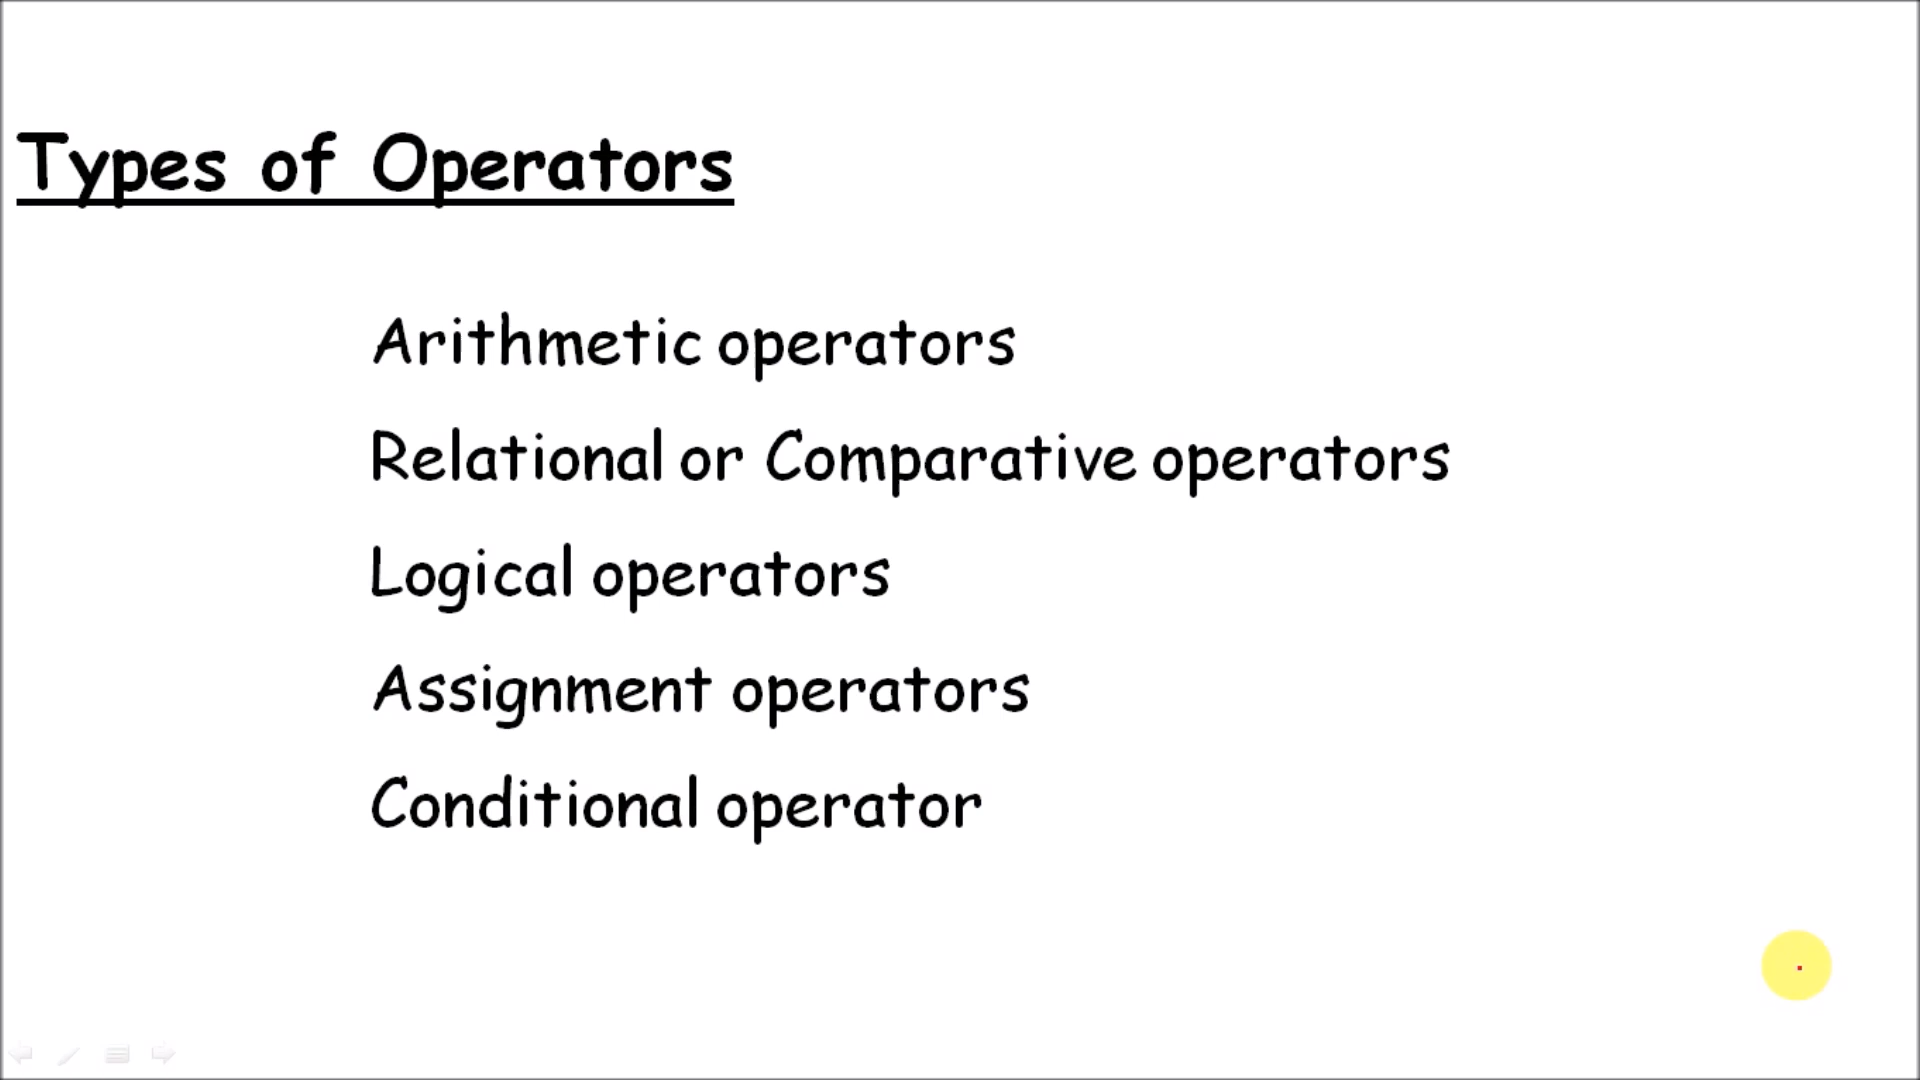 Types of Operators
Arithmetic operators
Relational or Comparative operators
Logical operators
Assignment operators
Conditional operator